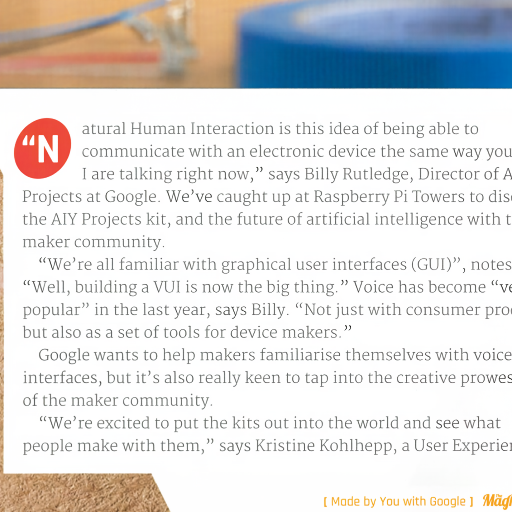 “Natural Human Interaction is this idea of being able to
communicate with an electronic device the same way you
I are talking right now,” says Billy Rutledge, Director of A
Projects at Google. We’ve caught up at Raspberry Pi Towers to dis
the AIY Projects kit, and the future of artificial intelligence with t
maker community.
“We’re all familiar with graphical user interfaces (GUI)”, notes
“Well, building a VUI is now the big thing.” Voice has become “ve
popular” in the last year, says Billy. “Not just with consumer pro
but also as a set of tools for device makers.”
Google wants to help makers familiarise themselves with voice
interfaces, but it’s also really keen to tap into the creative prowes
of the maker community.
“We’re excited to put the kits out into the world and see what
people make with them,” says Kristine Kohlhepp, a User Experie
[ Made by You with Google ]